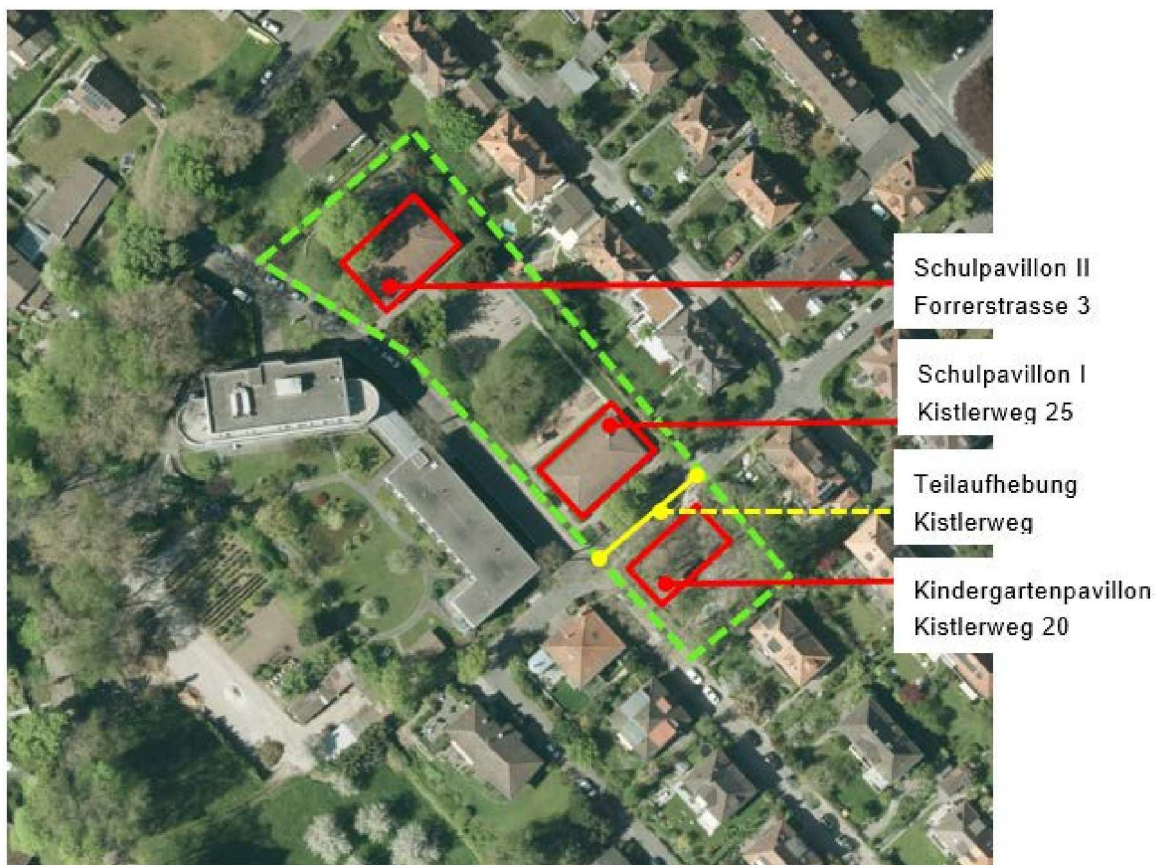 Schulpavillon II
Forrerstrasse 3
Schulpavillon I
Kistlerweg 25
Teilaufhebung
Kistlerweg
Kindergartenpavillon
Kistlerweg 20